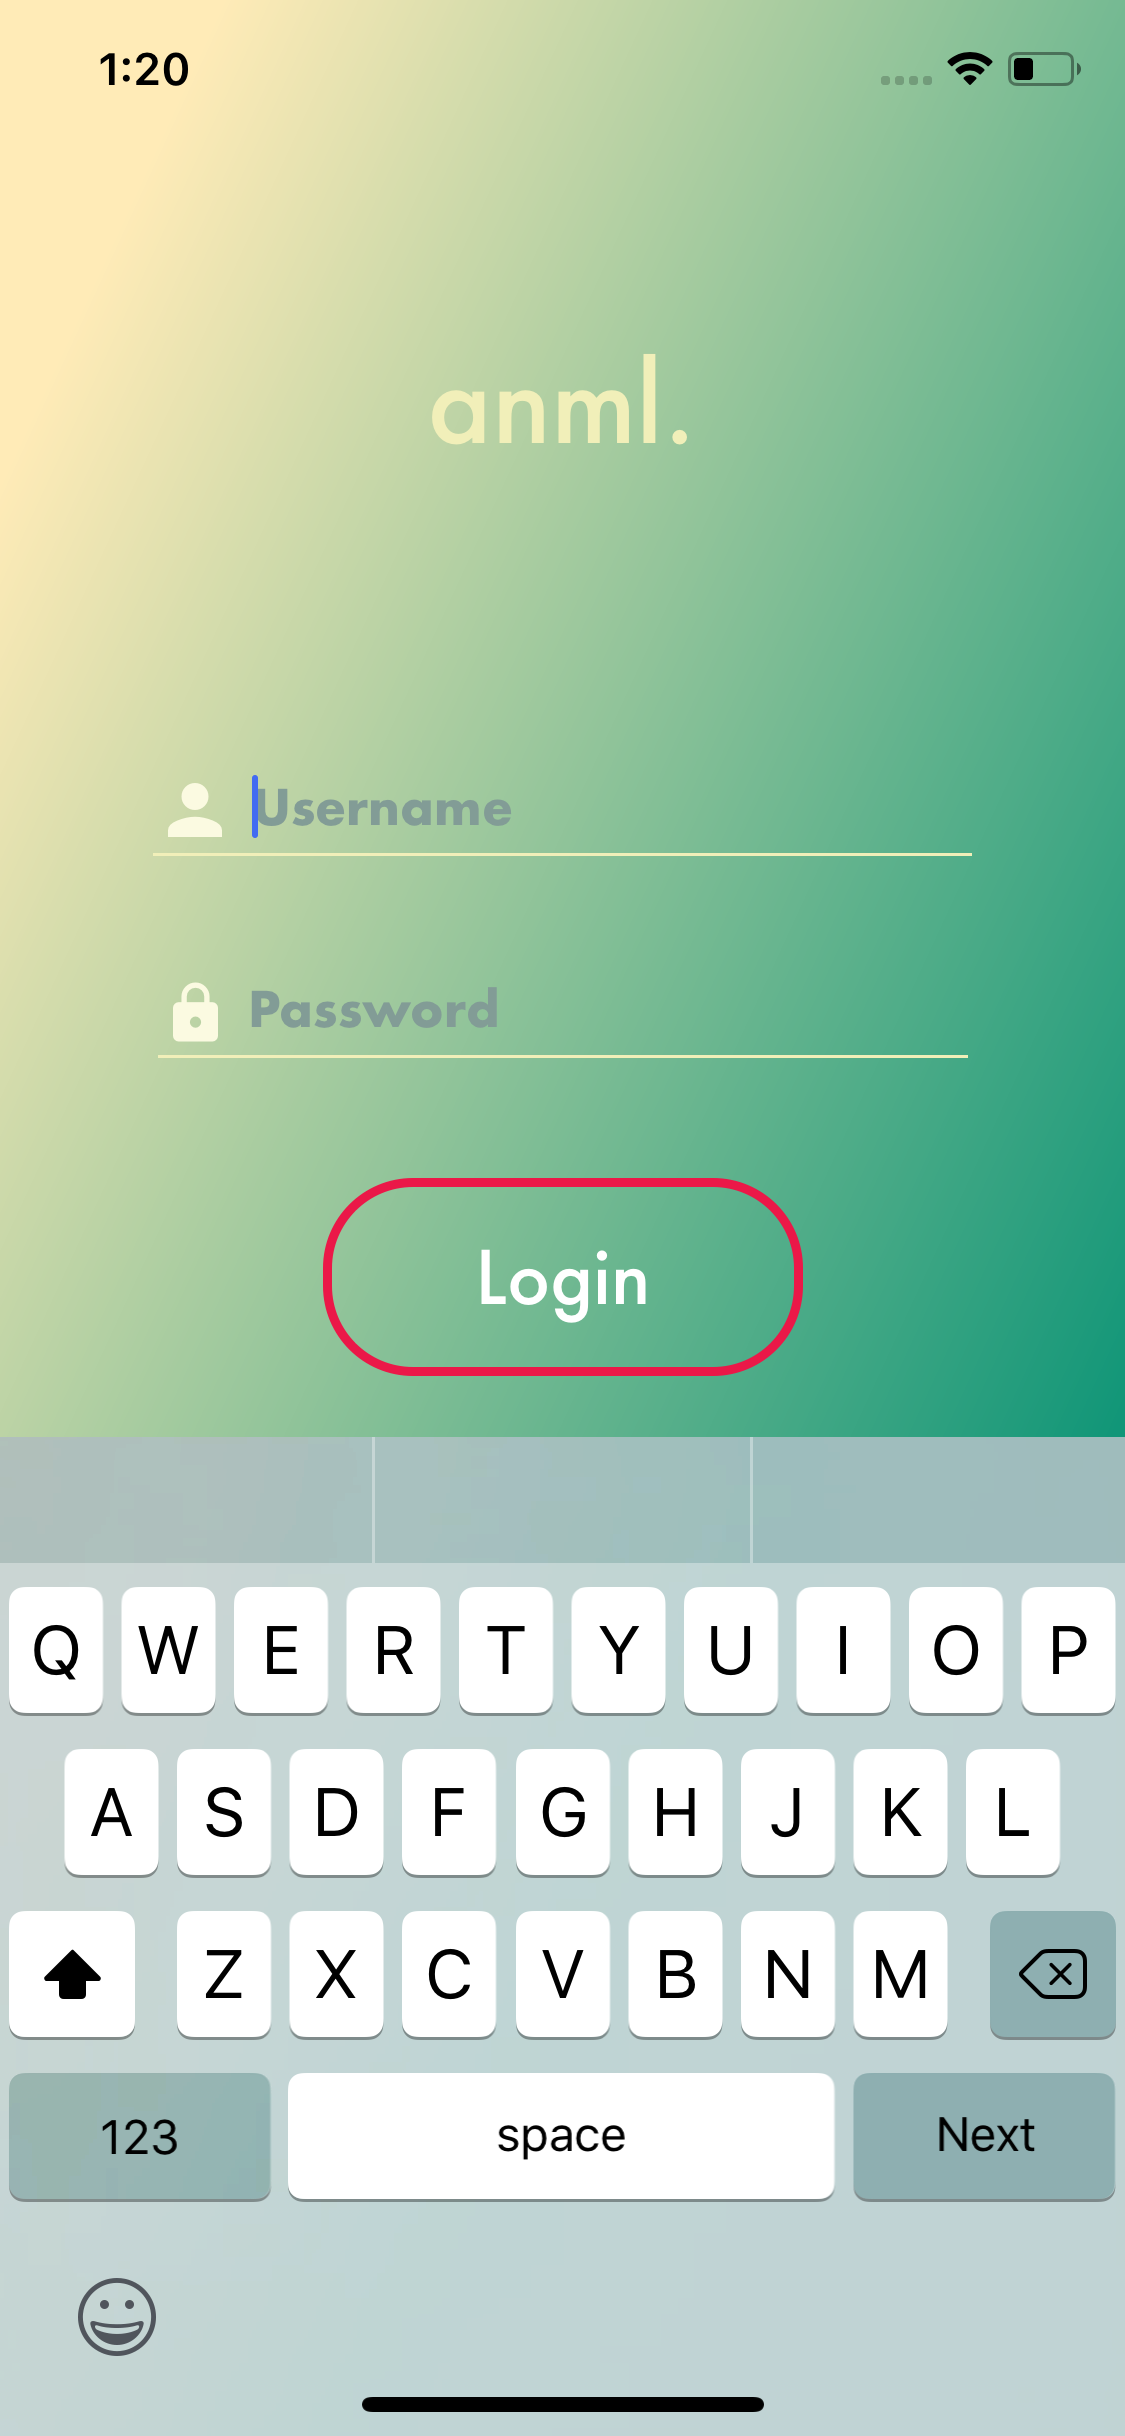 1:20
anml.
Username
Password
Login
Q W E R T Y U I O P
A S D F G H J K L
Z X C V B N M
123 space Next